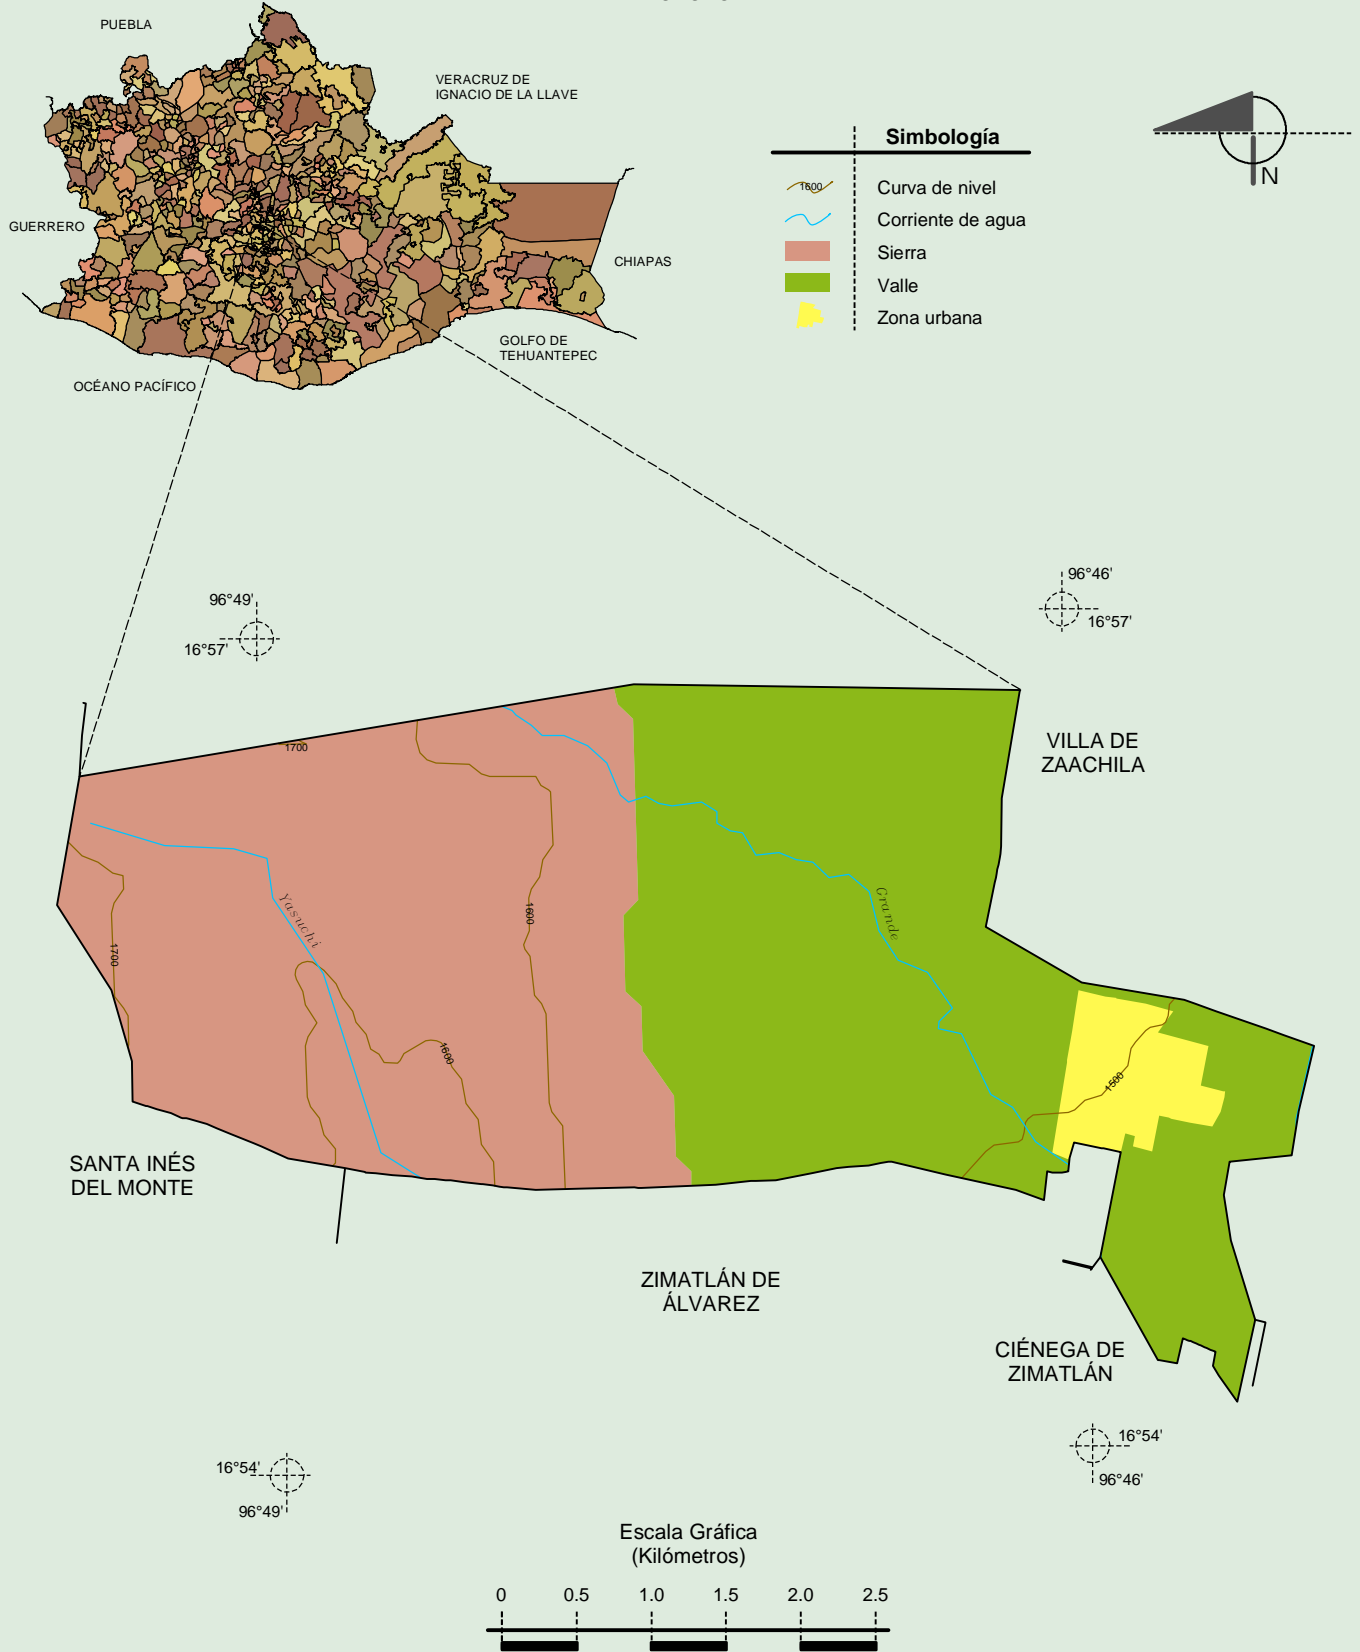 PUEBLA
VERACRUZ DE
IGNACIO DE LA LLAVE
GUERRERO
CHIAPAS
GOLFO DE
TEHUANTEPEC
OCÉANO PACÍFICO
Simbología
1600
Curva de nivel
Corriente de agua
Sierra
Valle
Zona urbana
N
96°49'
16°57'
96°46'
16°57'
VILLA DE
ZAACHILA
1700
Yasuchi
Grande
1600
1700
1600
1500
SANTA INÉS
DEL MONTE
ZIMATLÁN DE
ÁLVAREZ
CIÉNEGA DE
ZIMATLÁN
16°54'
96°49'
16°54'
96°46'
Escala Gráfica
(Kilómetros)
0 0.5 1.0 1.5 2.0 2.5